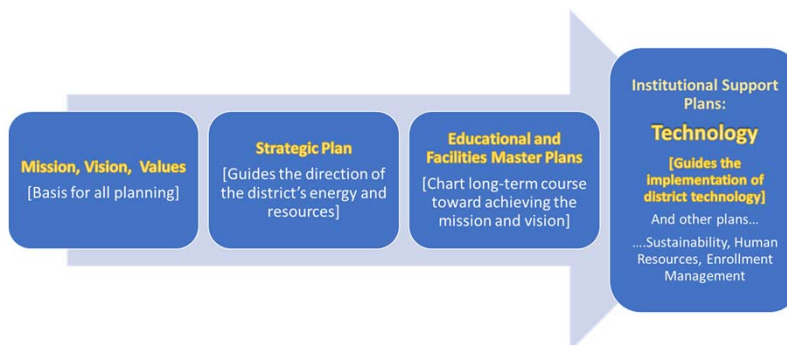 Mission, Vision, Values
[Basis for all planning]
Strategic Plan
[Guides the direction of
the district's energy and
resources]
Educational and
Facilities Master Plans
[Chart long-term course
toward achieving the
mission and vision]
Institutional Support
Plans:
Technology
[Guides the
implementation of
district technology]
And other plans...
....Sustainability, Human
Resources, Enrollment
Management